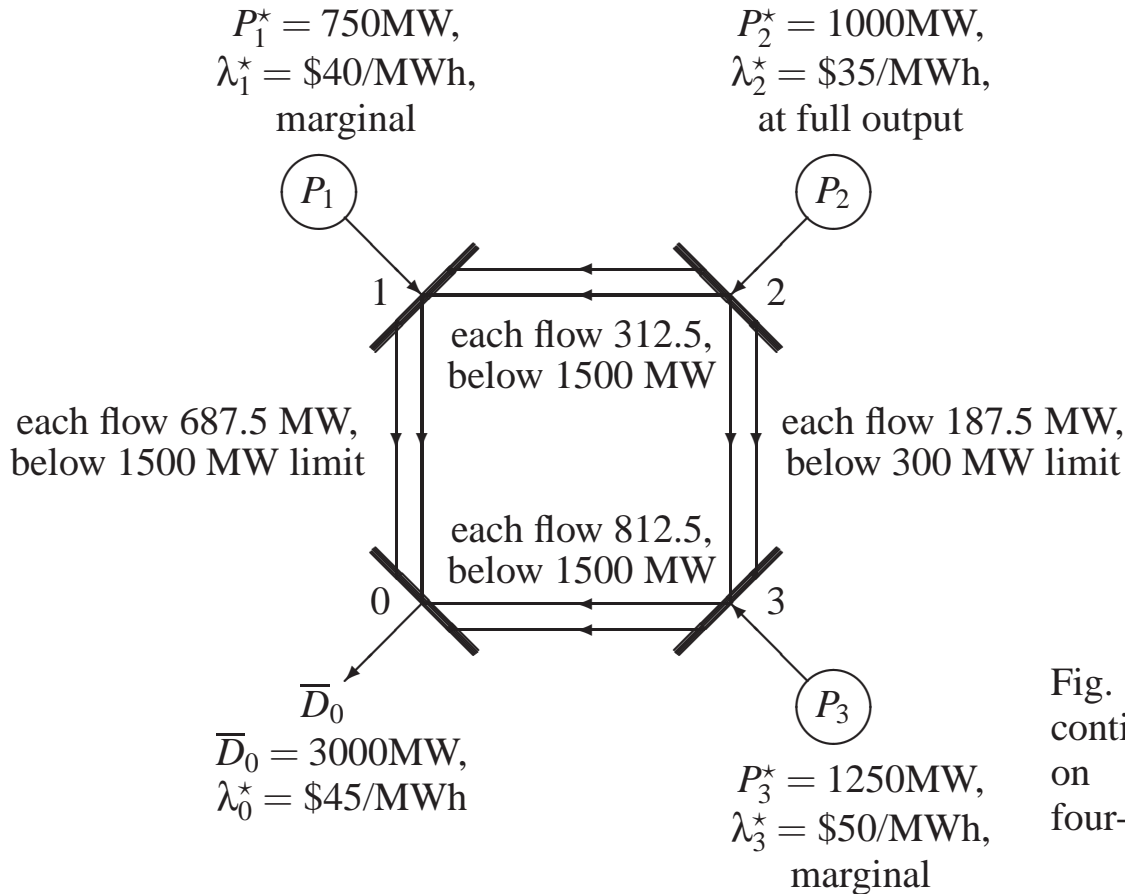 P₁* = 750MW,
λ₁* = $40/MWh,
marginal
P₂* = 1000MW,
λ₂* = $35/MWh,
at full output
P₁
P₂
1
2
each flow 312.5,
below 1500 MW
each flow 687.5 MW,
below 1500 MW limit
each flow 187.5 MW,
below 300 MW limit
each flow 812.5,
below 1500 MW
0
3
D̅₀
D̅₀ = 3000MW,
λ₀* = $45/MWh
P₃
P₃* = 1250MW,
λ₃* = $50/MWh,
marginal
Fig.
conti
on
four-